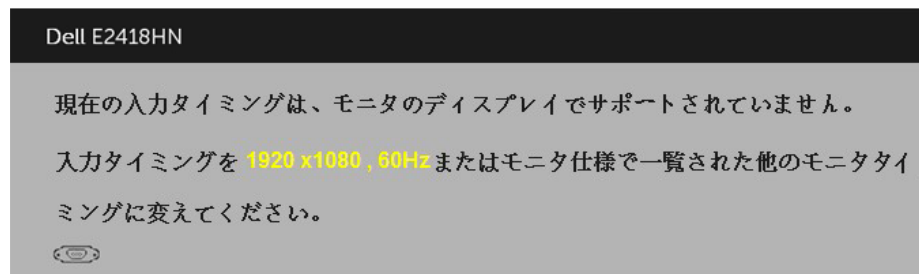 Dell E2418HN
現在の入力タイミングは、モニタのディスプレイでサポートされていません。
入力タイミングを 1920 x1080 , 60Hzまたはモニタ仕様で一覧された他のモニタタイ
ミングに変えてください。